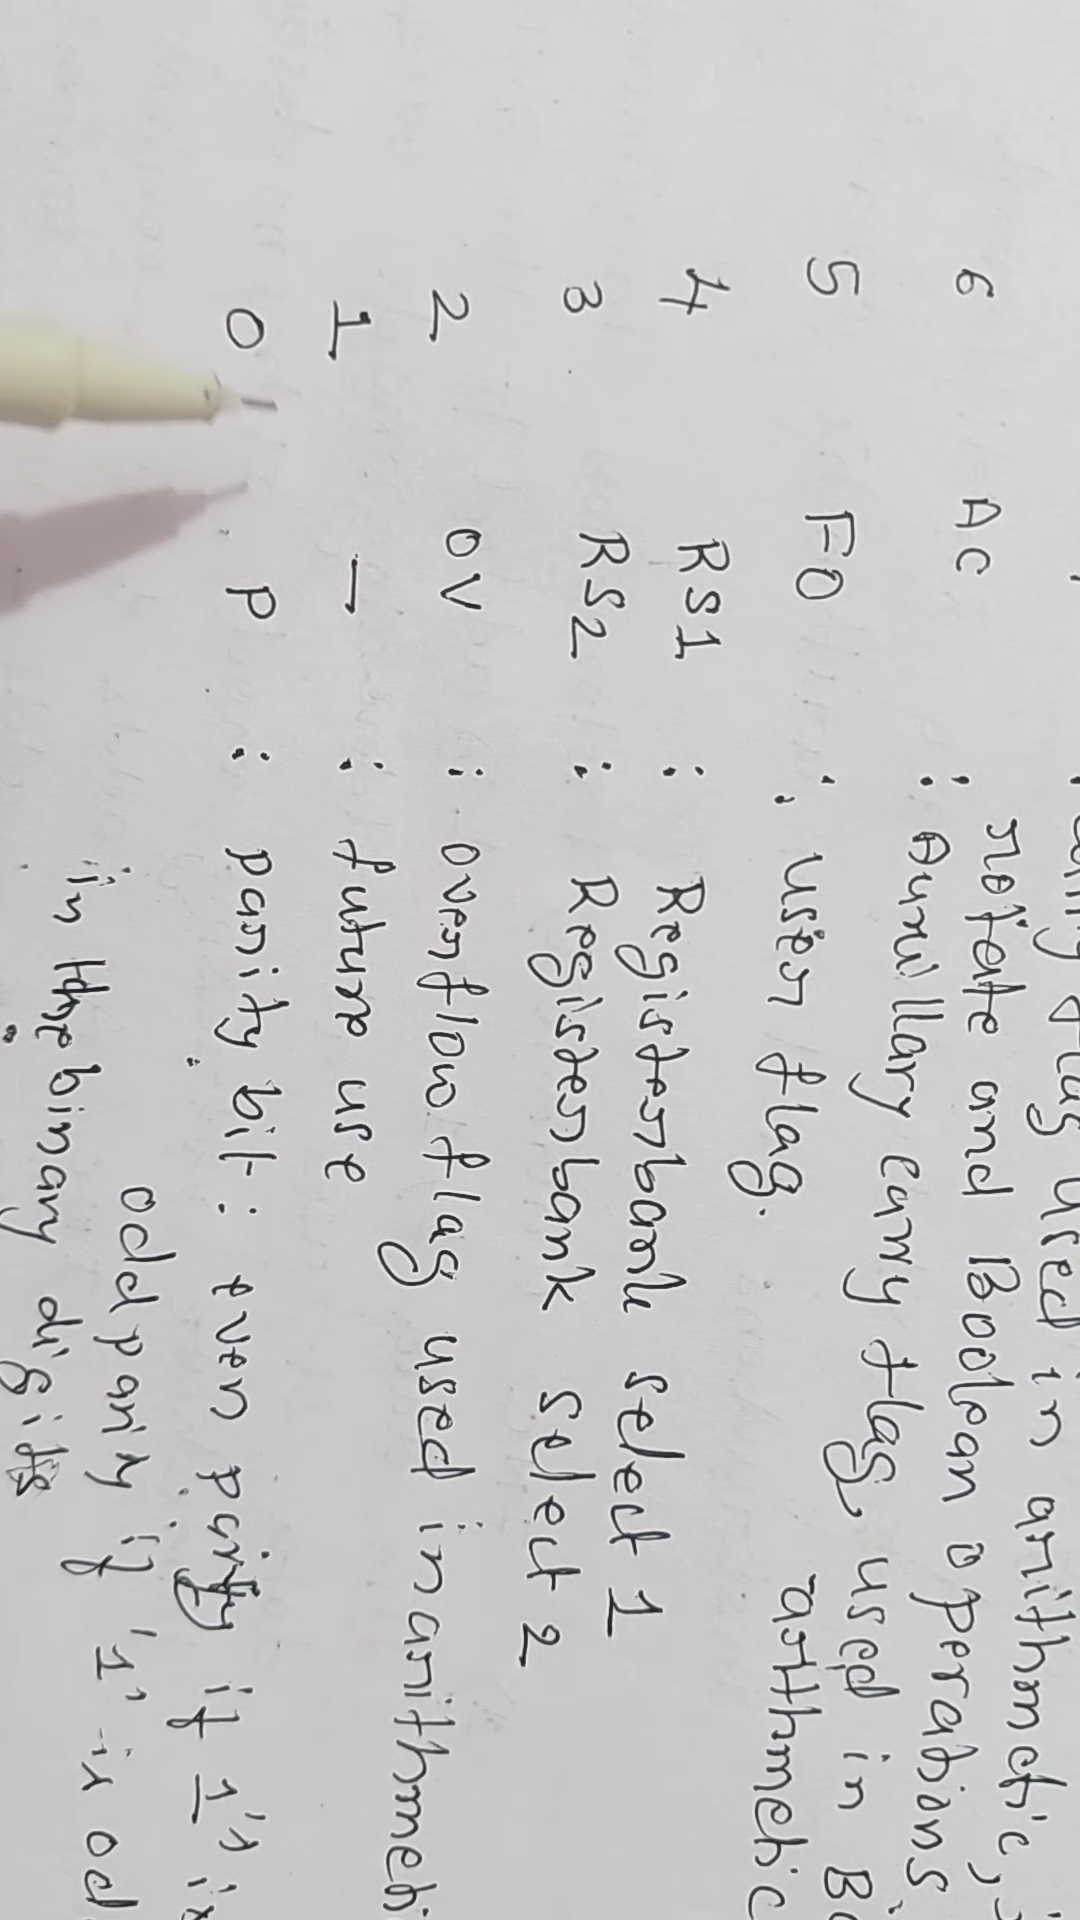 flag used in arithmetic,
rotate and Boolean operations
6 AC : Auxillary carry flag, used in B
arithmetic
5 F0 : user flag.
4 RS1 : Registerbank select 1
3 RS2 : Registerbank select 2
2 OV : overflow flag used in arithmeti
1 — : future use
0 P : parity bit : even parity if 1's
odd parity if '1' is od
in the binary digits